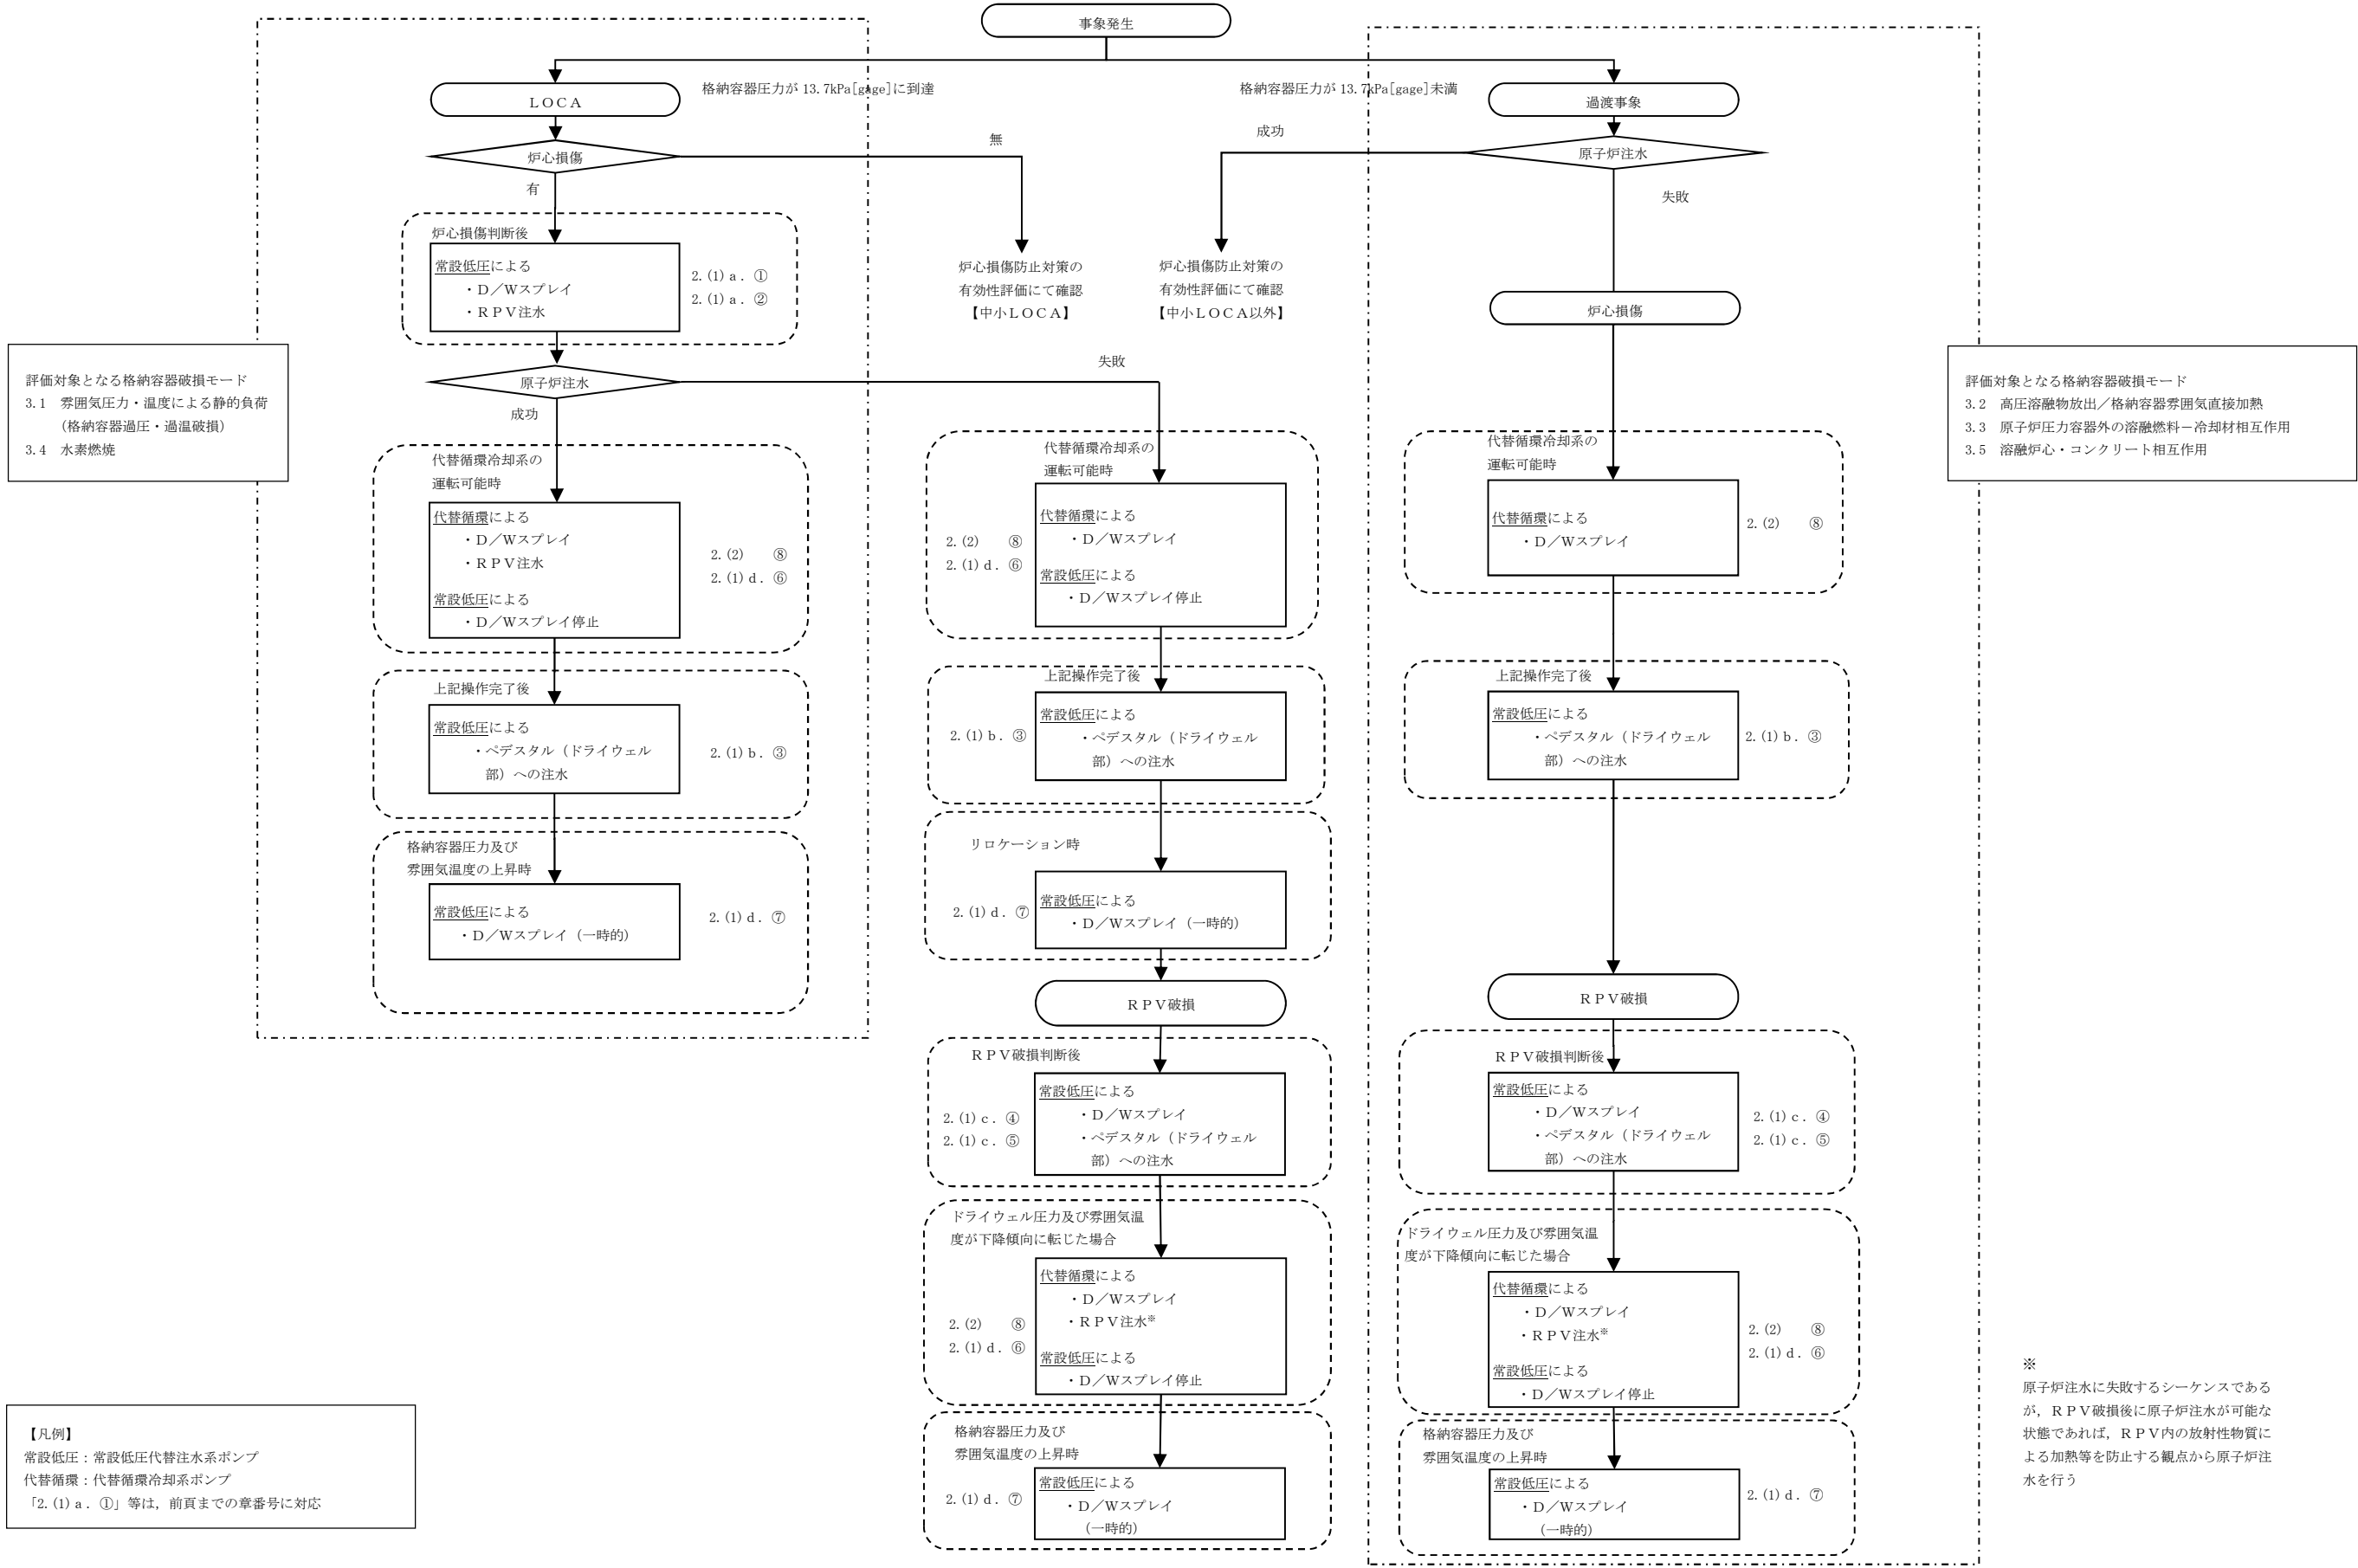 事象発生
格納容器圧力が 13.7kPa[gage]に到達
格納容器圧力が 13.7kPa[gage]未満
ＬＯＣＡ
炉心損傷
無
有
炉心損傷判断後
常設低圧による
・Ｄ／Ｗスプレイ
・ＲＰＶ注水
2.(1)ａ．①
2.(1)ａ．②
炉心損傷防止対策の
有効性評価にて確認
【中小ＬＯＣＡ】
原子炉注水
失敗
成功
評価対象となる格納容器破損モード
3.1　雰囲気圧力・温度による静的負荷
（格納容器過圧・過温破損）
3.4　水素燃焼
代替循環冷却系の
運転可能時
代替循環による
・Ｄ／Ｗスプレイ
・ＲＰＶ注水
常設低圧による
・Ｄ／Ｗスプレイ停止
2.(2)　　⑧
2.(1)ｄ．⑥
上記操作完了後
常設低圧による
・ペデスタル（ドライウェル
部）への注水
2.(1)ｂ．③
格納容器圧力及び
雰囲気温度の上昇時
常設低圧による
・Ｄ／Ｗスプレイ（一時的）
2.(1)ｄ．⑦
代替循環冷却系の
運転可能時
代替循環による
・Ｄ／Ｗスプレイ
常設低圧による
・Ｄ／Ｗスプレイ停止
2.(2)　　⑧
2.(1)ｄ．⑥
上記操作完了後
常設低圧による
・ペデスタル（ドライウェル
部）への注水
2.(1)ｂ．③
リロケーション時
常設低圧による
・Ｄ／Ｗスプレイ（一時的）
2.(1)ｄ．⑦
ＲＰＶ破損
ＲＰＶ破損判断後
常設低圧による
・Ｄ／Ｗスプレイ
・ペデスタル（ドライウェル
部）への注水
2.(1)ｃ．④
2.(1)ｃ．⑤
ドライウェル圧力及び雰囲気温
度が下降傾向に転じた場合
代替循環による
・Ｄ／Ｗスプレイ
・ＲＰＶ注水※
常設低圧による
・Ｄ／Ｗスプレイ停止
2.(2)　　⑧
2.(1)ｄ．⑥
格納容器圧力及び
雰囲気温度の上昇時
常設低圧による
・Ｄ／Ｗスプレイ
（一時的）
2.(1)ｄ．⑦
過渡事象
原子炉注水
成功
失敗
炉心損傷防止対策の
有効性評価にて確認
【中小ＬＯＣＡ以外】
炉心損傷
評価対象となる格納容器破損モード
3.2　高圧溶融物放出／格納容器雰囲気直接加熱
3.3　原子炉圧力容器外の溶融燃料－冷却材相互作用
3.5　溶融炉心・コンクリート相互作用
代替循環冷却系の
運転可能時
代替循環による
・Ｄ／Ｗスプレイ
2.(2)　　⑧
上記操作完了後
常設低圧による
・ペデスタル（ドライウェル
部）への注水
2.(1)ｂ．③
ＲＰＶ破損
ＲＰＶ破損判断後
常設低圧による
・Ｄ／Ｗスプレイ
・ペデスタル（ドライウェル
部）への注水
2.(1)ｃ．④
2.(1)ｃ．⑤
ドライウェル圧力及び雰囲気温
度が下降傾向に転じた場合
代替循環による
・Ｄ／Ｗスプレイ
・ＲＰＶ注水※
常設低圧による
・Ｄ／Ｗスプレイ停止
2.(2)　　⑧
2.(1)ｄ．⑥
格納容器圧力及び
雰囲気温度の上昇時
常設低圧による
・Ｄ／Ｗスプレイ
（一時的）
2.(1)ｄ．⑦
※
原子炉注水に失敗するシーケンスである
が，ＲＰＶ破損後に原子炉注水が可能な
状態であれば，ＲＰＶ内の放射性物質に
よる加熱等を防止する観点から原子炉注
水を行う
【凡例】
常設低圧：常設低圧代替注水系ポンプ
代替循環：代替循環冷却系ポンプ
「2.(1)ａ．①」等は，前頁までの章番号に対応